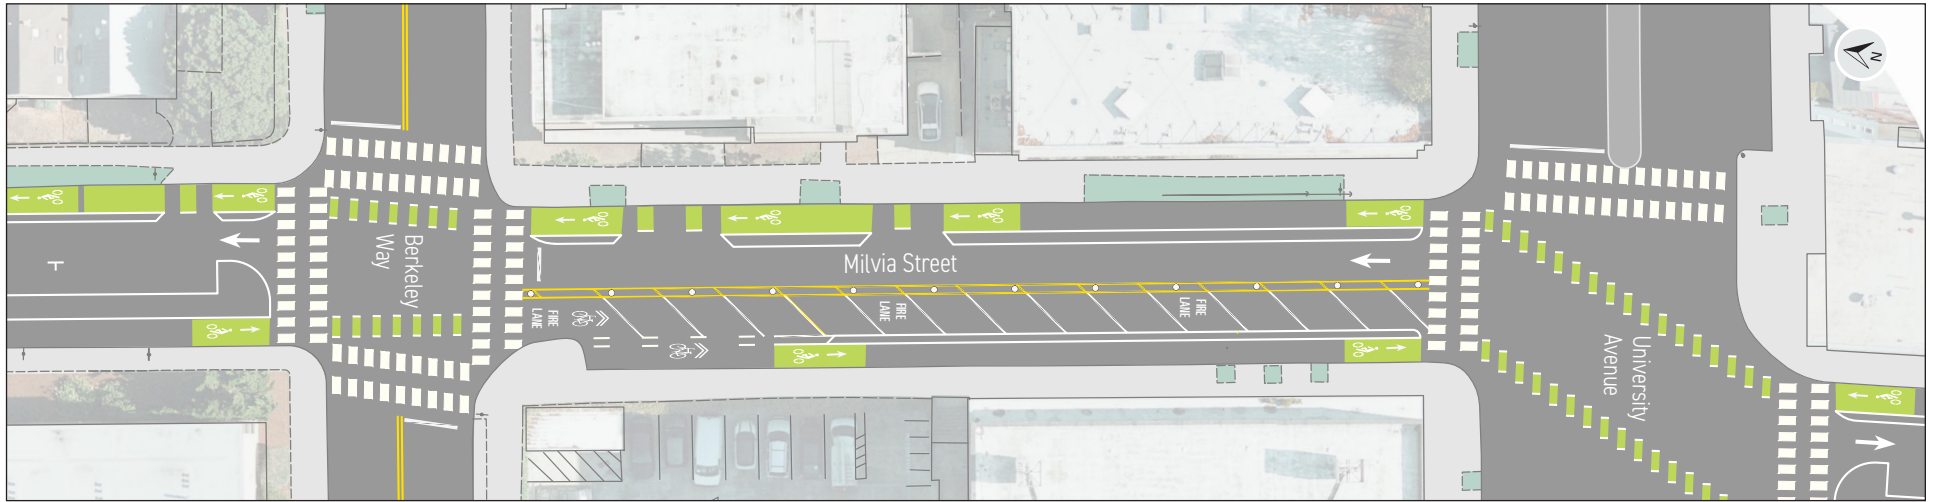 N
Berkeley
Way
Milvia Street
FIRE
LANE
FIRE
LANE
FIRE
LANE
University
Avenue